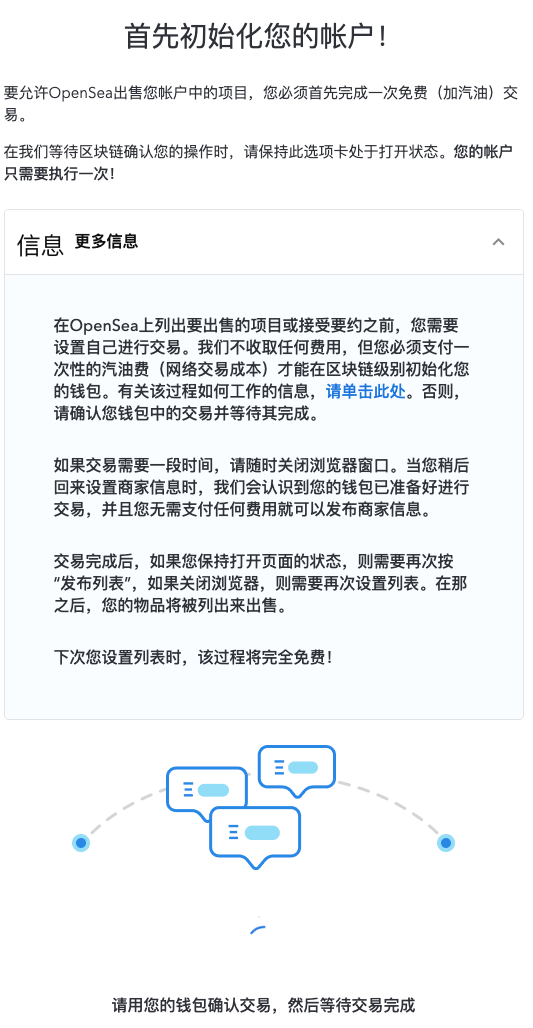 首先初始化您的帐户！
要允许OpenSea出售您帐户中的项目，您必须首先完成一次免费（加汽油）交
易。
在我们等待区块链确认您的操作时，请保持此选项卡处于打开状态。您的帐户
只需要执行一次！
信息 更多信息
在OpenSea上列出要出售的项目或接受要约之前，您需要
设置自己进行交易。我们不收取任何费用，但您必须支付一
次性的汽油费（网络交易成本）才能在区块链级别初始化您
的钱包。有关该过程如何工作的信息，请单击此处。否则，
请确认您钱包中的交易并等待其完成。
如果交易需要一段时间，请随时关闭浏览器窗口。当您稍后
回来设置商家信息时，我们会认识到您的钱包已准备好进行
交易，并且您无需支付任何费用就可以发布商家信息。
交易完成后，如果您保持打开页面的状态，则需要再次按
“发布列表”，如果关闭浏览器，则需要再次设置列表。在那
之后，您的物品将被列出来出售。
下次您设置列表时，该过程将完全免费！
请用您的钱包确认交易，然后等待交易完成